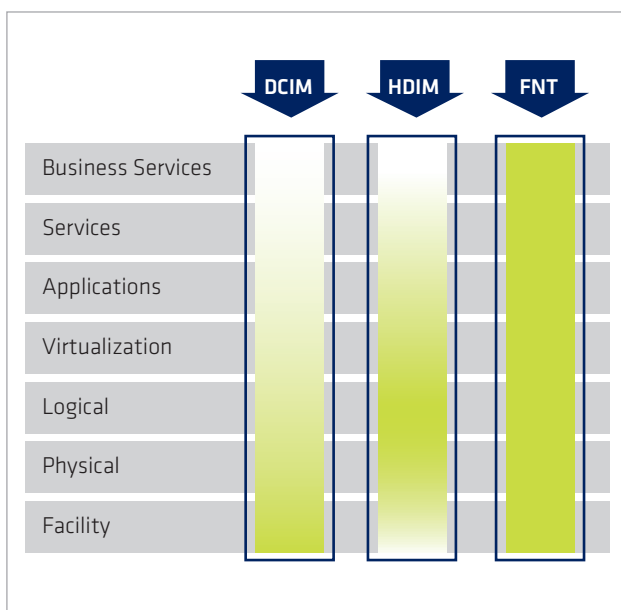 DCIM HDIM FNT
Business Services
Services
Applications
Virtualization
Logical
Physical
Facility